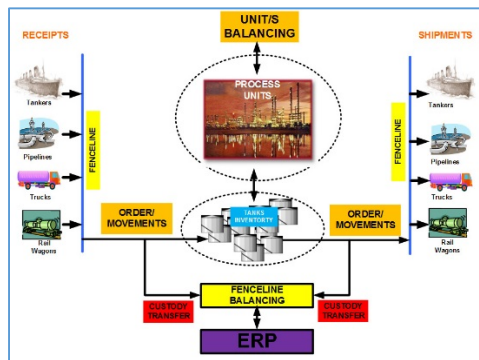 UNIT/S
BALANCING
RECEIPTS
SHIPMENTS
PROCESS
UNITS
Tankers
Tankers
FENCELINE
FENCELINE
Pipelines
Pipelines
Trucks
Trucks
TANKS
INVENTORTY
ORDER/
MOVEMENTS
ORDER/
MOVEMENTS
Rail
Wagons
Rail
Wagons
FENCELINE
BALANCING
CUSTODY
TRANSFER
CUSTODY
TRANSFER
ERP